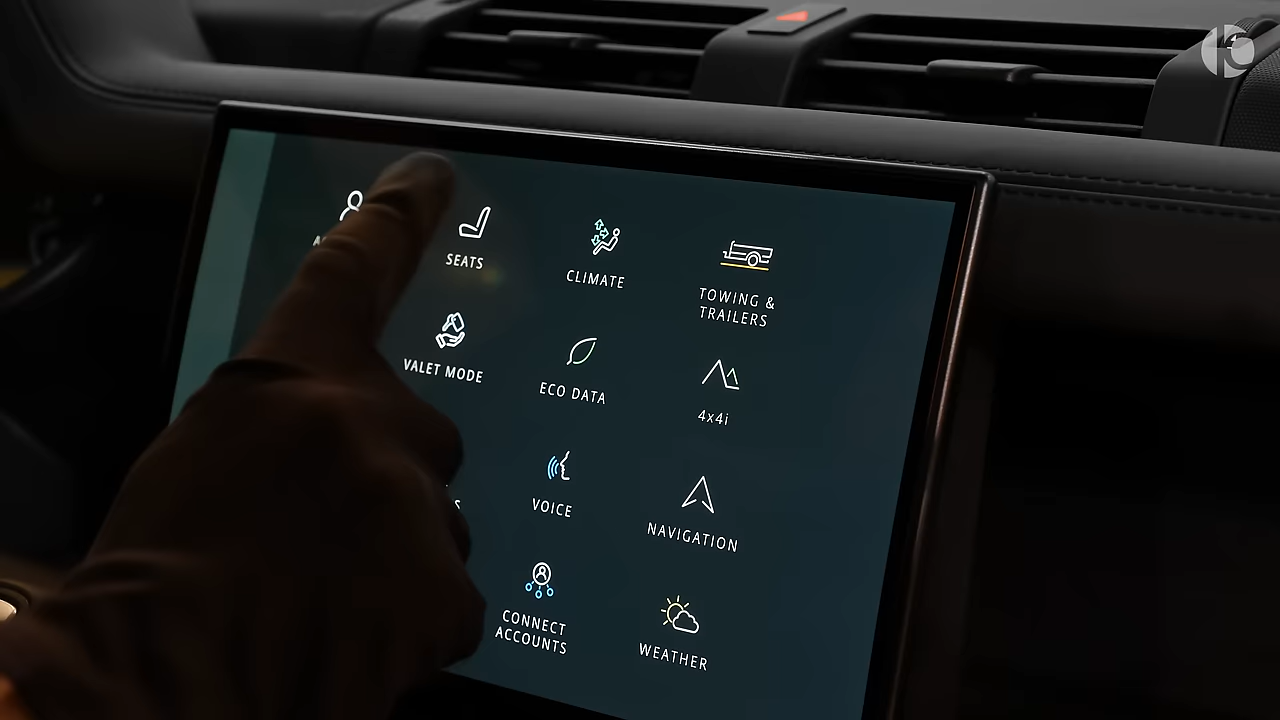 SEATS
CLIMATE
TOWING &
TRAILERS
VALET MODE
ECO DATA
4x4i
VOICE
NAVIGATION
CONNECT
ACCOUNTS
WEATHER